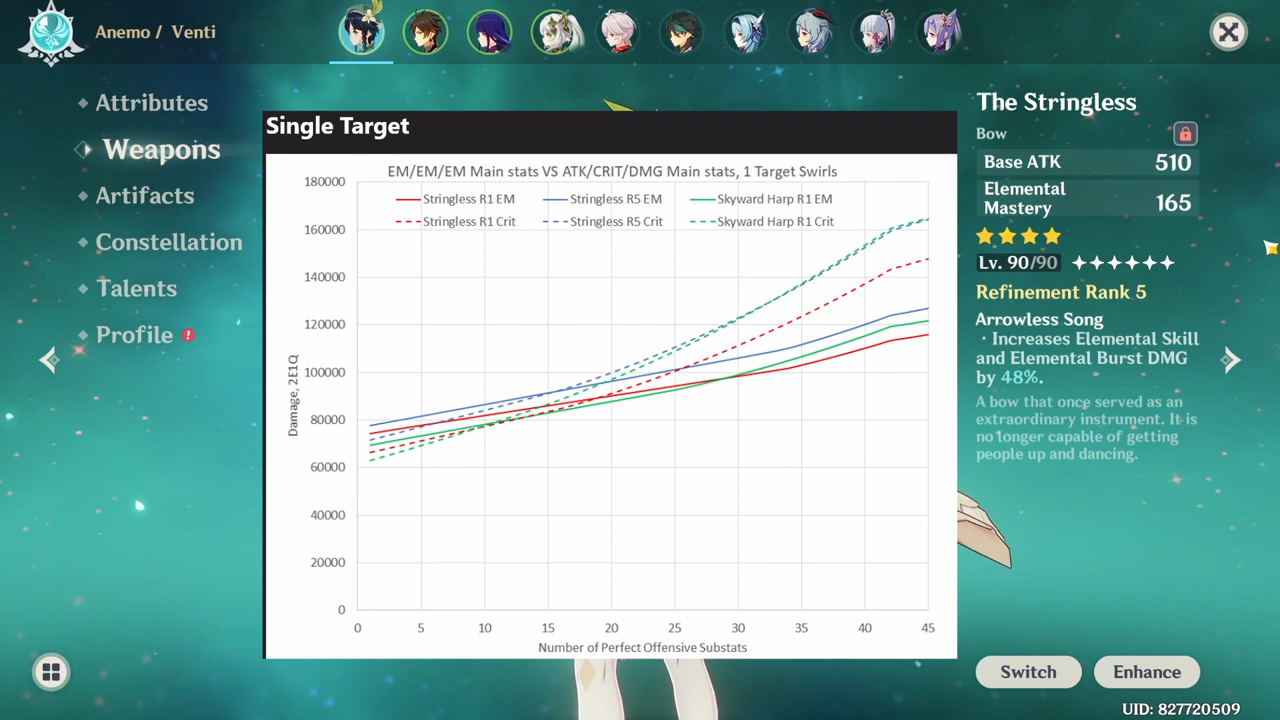 Anemo / Venti
Attributes
Weapons
Artifacts
Constellation
Talents
Profile !
Single Target
EM/EM/EM Main stats VS ATK/CRIT/DMG Main stats, 1 Target Swirls
Stringless R1 EM Stringless R5 EM Skyward Harp R1 EM
Stringless R1 Crit Stringless R5 Crit Skyward Harp R1 Crit
180000
160000
140000
120000
100000
80000
60000
40000
20000
0
Damage, 2E1Q
0 5 10 15 20 25 30 35 40 45
Number of Perfect Offensive Substats
The Stringless
Bow
Base ATK 510
Elemental
Mastery 165
Lv. 90/90
Refinement Rank 5
Arrowless Song
· Increases Elemental Skill
and Elemental Burst DMG
by 48%.
A bow that once served as an
extraordinary instrument. It is
no longer capable of getting
people up and dancing.
Switch Enhance
UID: 827720509